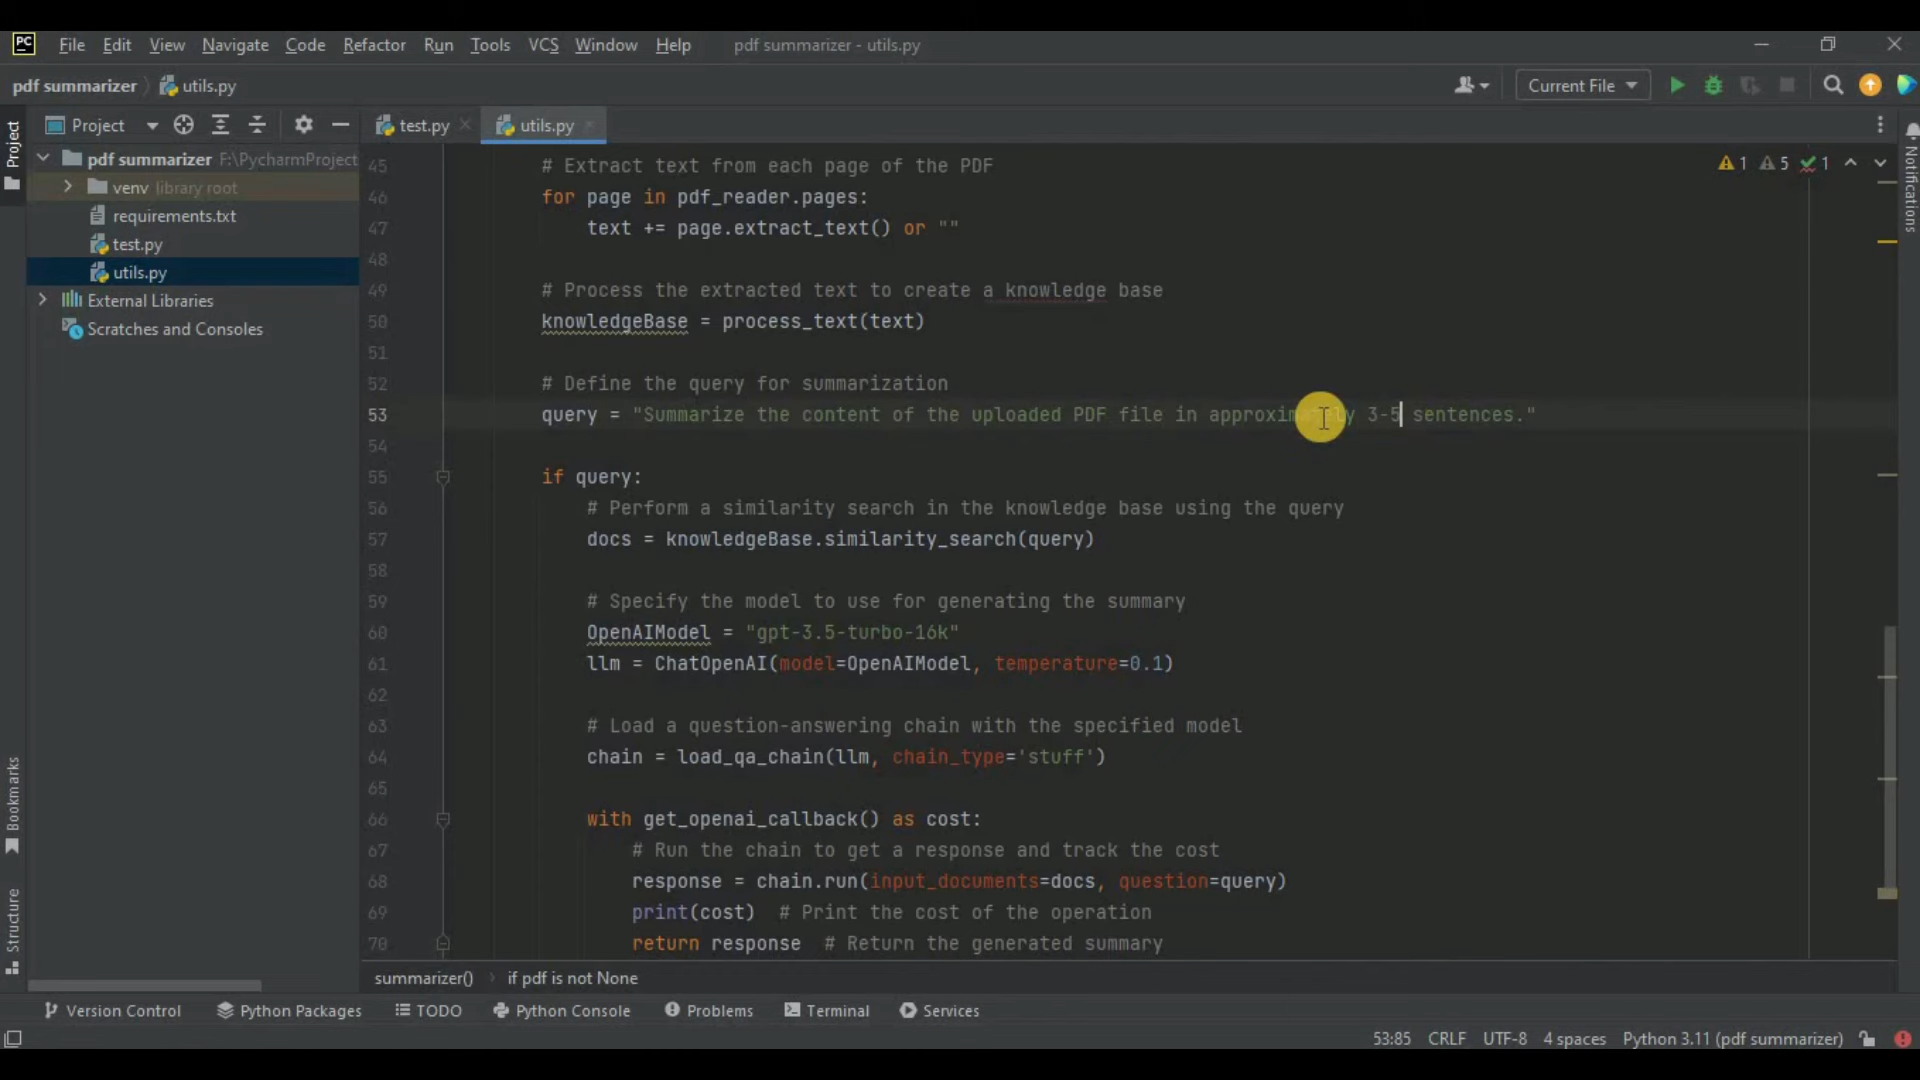 PC File Edit View Navigate Code Refactor Run Tools VCS Window Help pdf summarizer - utils.py
pdf summarizer utils.py Current File
Project test.py utils.py
Project
pdf summarizer F:\PycharmProject
venv library root
requirements.txt
test.py
utils.py
External Libraries
Scratches and Consoles
Bookmarks
Structure
Notifications
1 5 1
45 # Extract text from each page of the PDF
46 for page in pdf_reader.pages:
47 text += page.extract_text() or ""
48
49 # Process the extracted text to create a knowledge base
50 knowledgeBase = process_text(text)
51
52 # Define the query for summarization
53 query = "Summarize the content of the uploaded PDF file in approximately 3-5 sentences."
54
55 if query:
56 # Perform a similarity search in the knowledge base using the query
57 docs = knowledgeBase.similarity_search(query)
58
59 # Specify the model to use for generating the summary
60 OpenAIModel = "gpt-3.5-turbo-16k"
61 llm = ChatOpenAI(model=OpenAIModel, temperature=0.1)
62
63 # Load a question-answering chain with the specified model
64 chain = load_qa_chain(llm, chain_type='stuff')
65
66 with get_openai_callback() as cost:
67 # Run the chain to get a response and track the cost
68 response = chain.run(input_documents=docs, question=query)
69 print(cost) # Print the cost of the operation
70 return response # Return the generated summary
summarizer() if pdf is not None
Version Control Python Packages TODO Python Console Problems Terminal Services
53:85 CRLF UTF-8 4 spaces Python 3.11 (pdf summarizer)